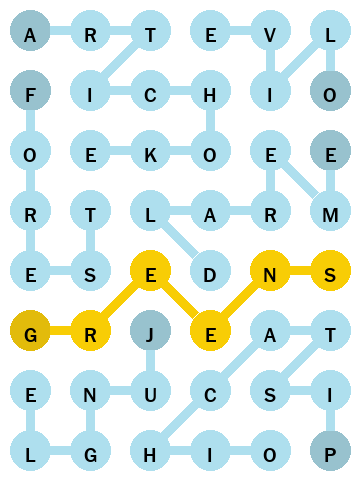 A R T E V L
F I C H I O
O E K O E E
R T L A R M
E S E D N S
G R J E A T
E N U C S I
L G H I O P